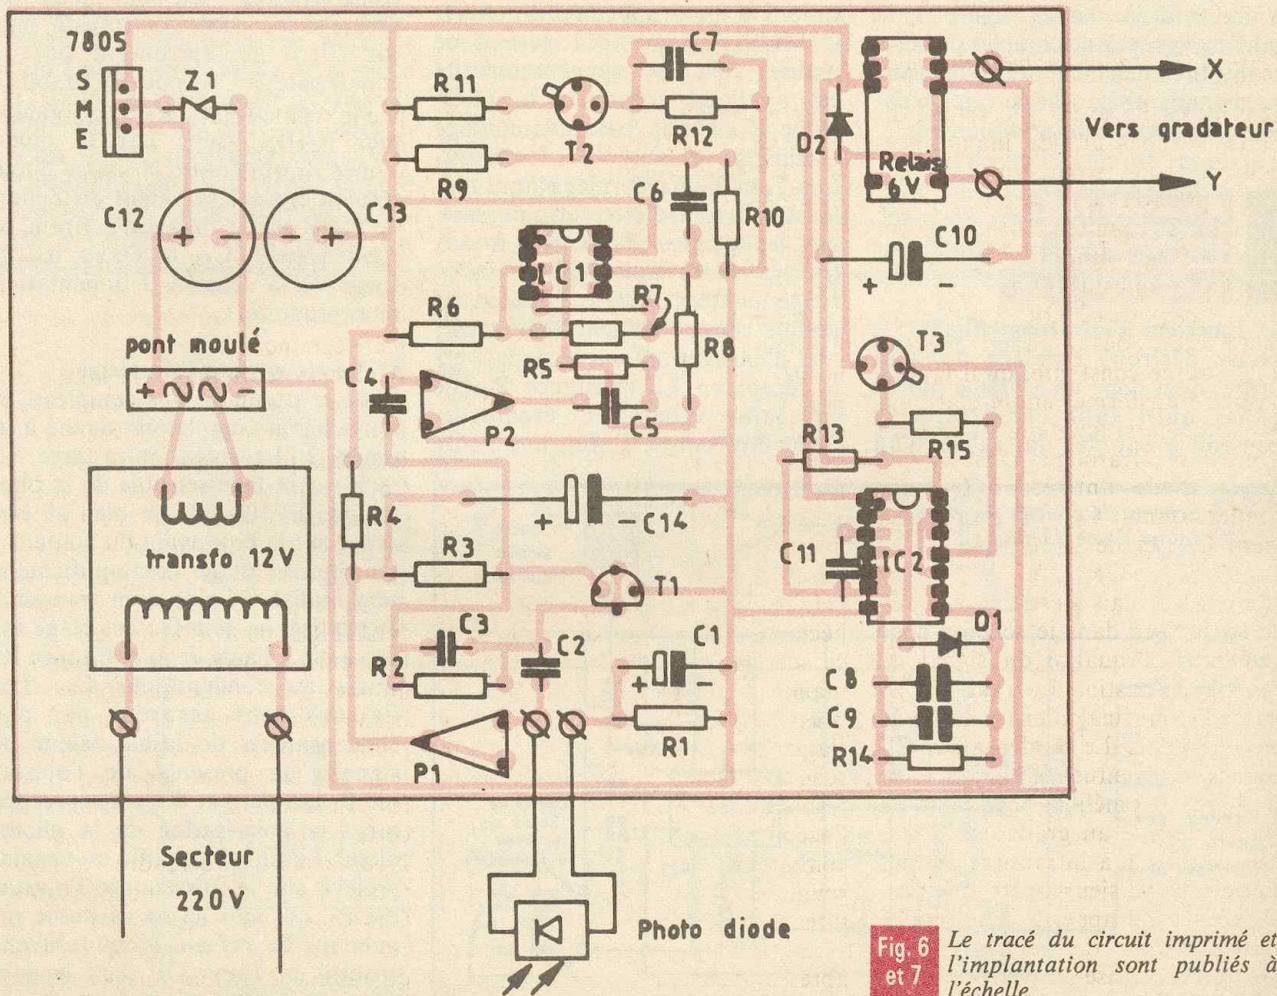 7805
S
M
E
Z1
C12
+
-
-
+
C13
pont moulé
+
transfo 12V
Secteur
220V
R11
R9
T2
C7
R12
C6
R10
IC1
R7
R6
R5
R8
C4
P2
C5
R4
+
-
C14
R3
T1
C3
R2
C2
C1
+
-
R1
P1
Photo diode
D2
Relais
6V
X
Vers gradateur
Y
C10
+
-
T3
R15
R13
C11
IC2
D1
C8
C9
R14
Fig. 6
et 7
Le tracé du circuit imprimé et
l'implantation sont publiés à
l'échelle